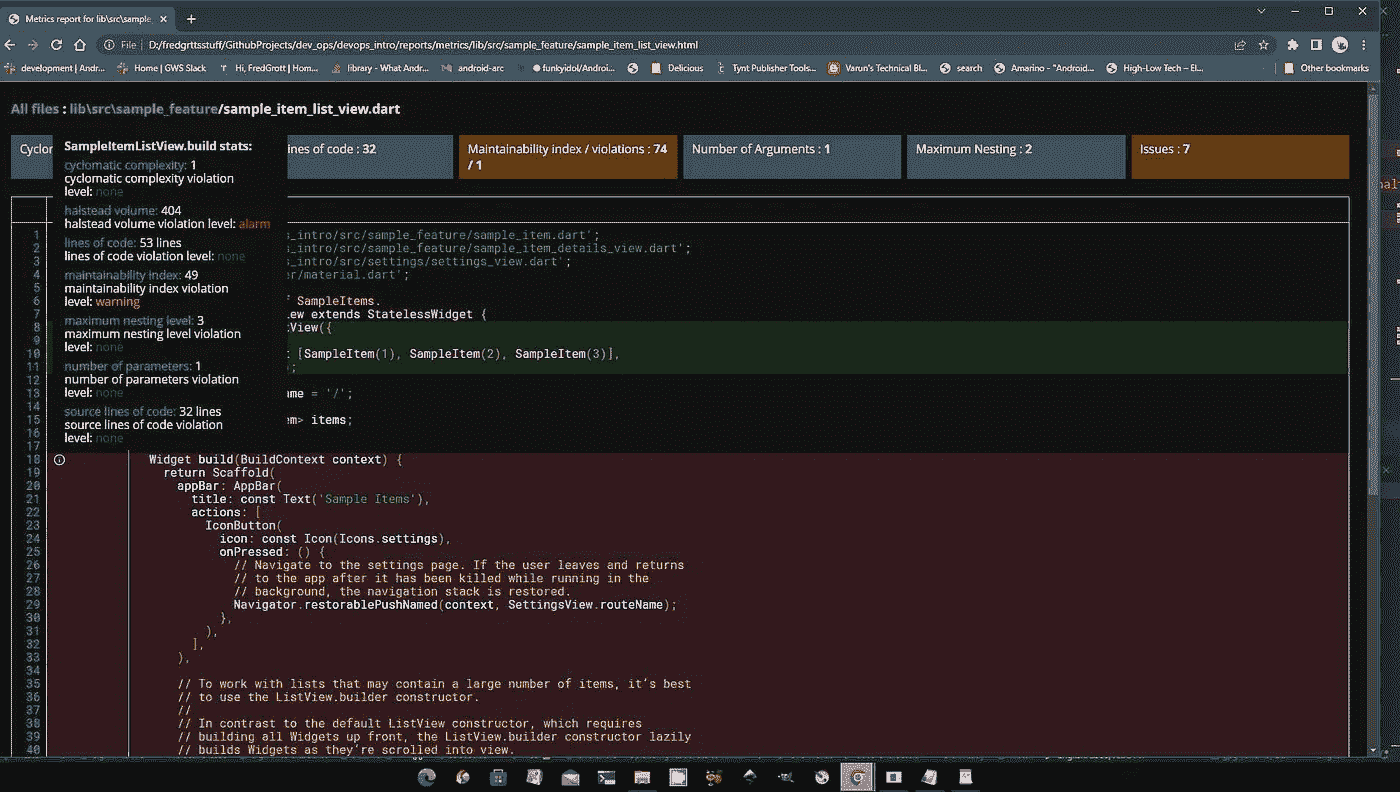 Metrics report for lib\src\sample_
File
D:/fredgrttsstuff/GithubProjects/dev_ops/devops_intro/reports/metrics/lib/src/sample_feature/sample_item_list_view.html
development | Andr...
Home | GWS Slack
Hi, FredGrott | Hom...
library - What Andr...
android-arc
funkyidol/Androi...
Delicious
Tynt Publisher Tools...
Varun's Technical Bl...
search
Amarino - "Android...
High-Low Tech – El...
Other bookmarks
All files : lib\src\sample_feature/sample_item_list_view.dart
Cyclor
ines of code : 32
Maintainability index / violations : 74
/ 1
Number of Arguments : 1
Maximum Nesting : 2
Issues : 7
SampleItemListView.build stats:
cyclomatic complexity: 1
cyclomatic complexity violation
level: none
halstead volume: 404
halstead volume violation level: alarm
lines of code: 53 lines
lines of code violation level: none
maintainability index: 49
maintainability index violation
level: warning
maximum nesting level: 3
maximum nesting level violation
level: none
number of parameters: 1
number of parameters violation
level: none
source lines of code: 32 lines
source lines of code violation
level: none
1 s_intro/src/sample_feature/sample_item.dart';
2 s_intro/src/sample_feature/sample_item_details_view.dart';
3 s_intro/src/settings/settings_view.dart';
4 er/material.dart';
5
6 f SampleItems.
7 iew extends StatelessWidget {
8 tView({
9
10 t [SampleItem(1), SampleItem(2), SampleItem(3)],
11 ;
12
13 ame = '/';
14
15 em> items;
16
17
18 Widget build(BuildContext context) {
19 return Scaffold(
20 appBar: AppBar(
21 title: const Text('Sample Items'),
22 actions: [
23 IconButton(
24 icon: const Icon(Icons.settings),
25 onPressed: () {
26 // Navigate to the settings page. If the user leaves and returns
27 // to the app after it has been killed while running in the
28 // background, the navigation stack is restored.
29 Navigator.restorablePushNamed(context, SettingsView.routeName);
30 },
31 ),
32 ],
33 ),
34
35 // To work with lists that may contain a large number of items, it's best
36 // to use the ListView.builder constructor.
37 //
38 // In contrast to the default ListView constructor, which requires
39 // building all Widgets up front, the ListView.builder constructor lazily
40 // builds Widgets as they're scrolled into view.